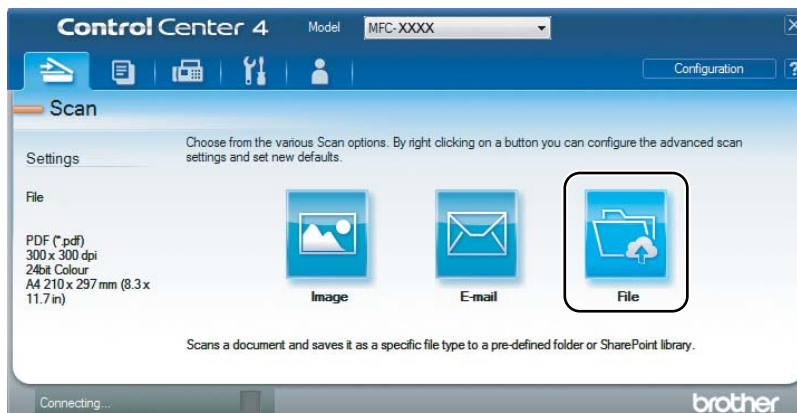 Control Center 4 Model MFC-XXXX
Configuration ?
Scan
Choose from the various Scan options. By right clicking on a button you can configure the advanced scan
settings and set new defaults.
Settings
File
PDF (*.pdf)
300 x 300 dpi
24bit Colour
A4 210 x 297 mm (8.3 x
11.7 in)
Image E-mail File
Scans a document and saves it as a specific file type to a pre-defined folder or SharePoint library.
Connecting... brother